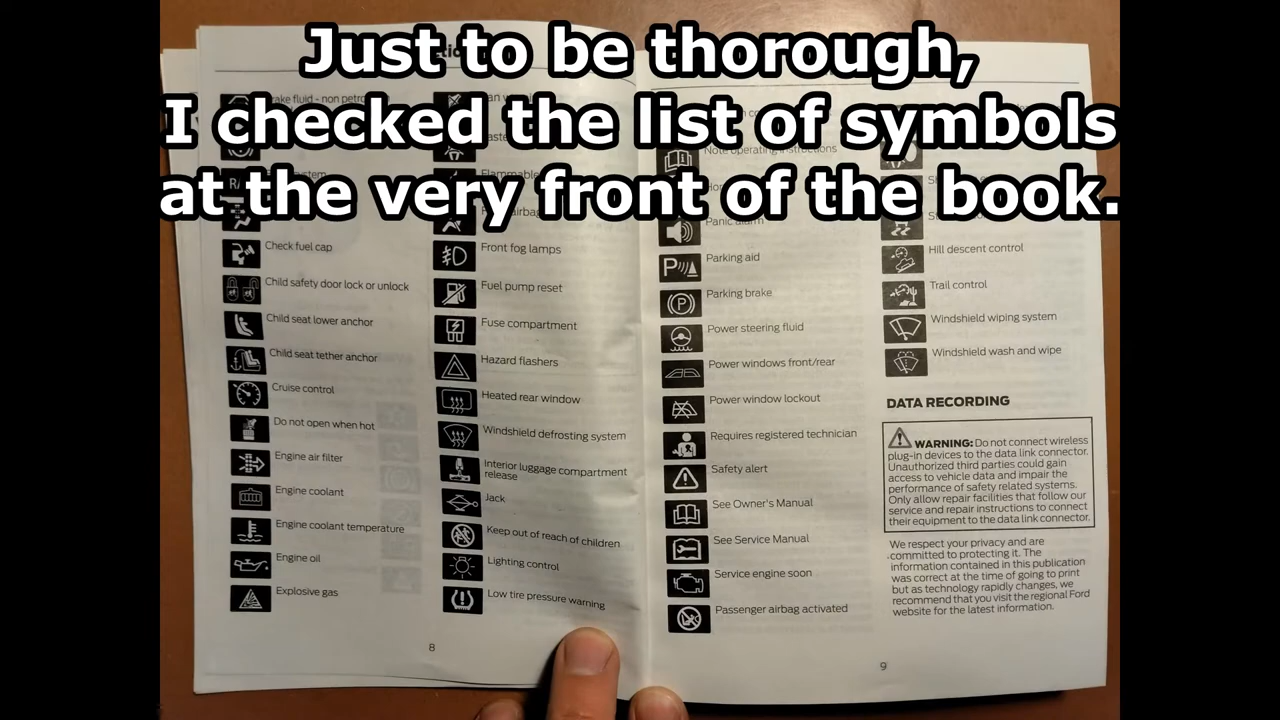 Just to be thorough,
I checked the list of symbols
at the very front of the book.
Check fuel cap
Child safety door lock or unlock
Child seat lower anchor
Child seat tether anchor
Cruise control
Do not open when hot
Engine air filter
Engine coolant
Engine coolant temperature
Engine oil
Explosive gas
8
Flammable
Front fog lamps
Fuel pump reset
Fuse compartment
Hazard flashers
Heated rear window
Windshield defrosting system
Interior luggage compartment
release
Jack
Keep out of reach of children
Lighting control
Low tire pressure warning
Note operating instructions
Panic alarm
Parking aid
Parking brake
Power steering fluid
Power windows front/rear
Power window lockout
Requires registered technician
Safety alert
See Owner's Manual
See Service Manual
Service engine soon
Passenger airbag activated
Hill descent control
Trail control
Windshield wiping system
Windshield wash and wipe
DATA RECORDING
WARNING: Do not connect wireless
plug-in devices to the data link connector.
Unauthorized third parties could gain
access to vehicle data and impair the
performance of safety related systems.
Only allow repair facilities that follow our
service and repair instructions to connect
their equipment to the data link connector.
We respect your privacy and are
committed to protecting it. The
information contained in this publication
was correct at the time of going to print
but as technology rapidly changes, we
recommend that you visit the regional Ford
website for the latest information.
9